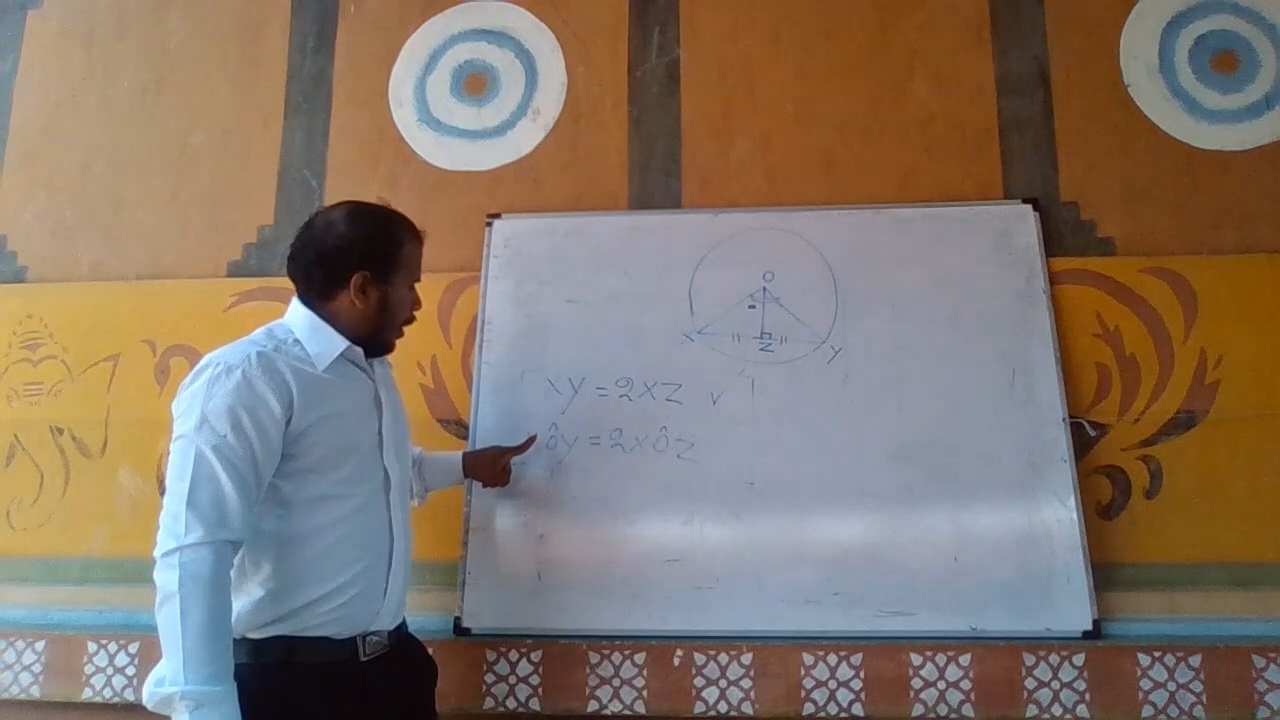 O
X
Z
Y
XY = 2XZ
XÔY = 2XÔZ